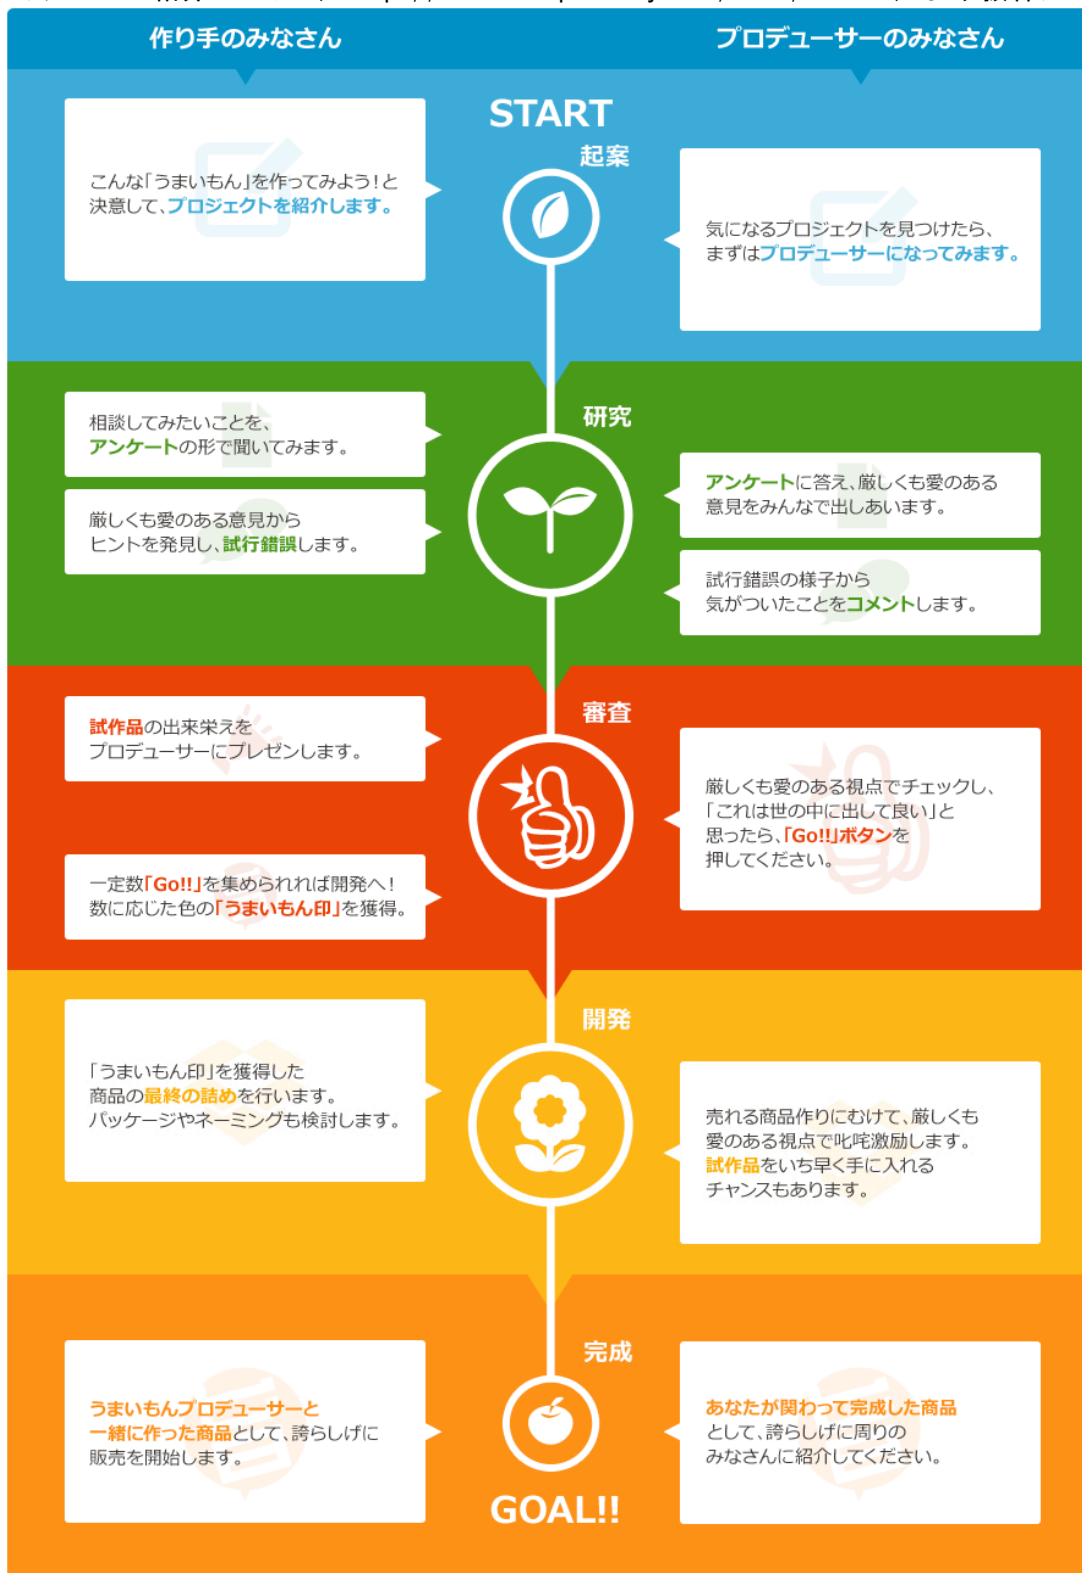 作り手のみなさん
プロデューサーのみなさん
START
起案
こんな「うまいもん」を作ってみよう!と
決意して、プロジェクトを紹介します。
気になるプロジェクトを見つけたら、
まずはプロデューサーになってみます。
研究
相談してみたいことを、
アンケートの形で聞いてみます。
厳しくも愛のある意見から
ヒントを発見し、試行錯誤します。
アンケートに答え、厳しくも愛のある
意見をみんなで出しあいます。
試行錯誤の様子から
気がついたことをコメントします。
審査
試作品の出来栄えを
プロデューサーにプレゼンします。
一定数「Go!!」を集められれば開発へ!
数に応じた色の「うまいもん印」を獲得。
厳しくも愛のある視点でチェックし、
「これは世の中に出して良い」と
思ったら、「Go!!」ボタンを
押してください。
開発
「うまいもん印」を獲得した
商品の最終の詰めを行います。
パッケージやネーミングも検討します。
売れる商品作りにむけて、厳しくも
愛のある視点で叱咤激励します。
試作品をいち早く手に入れる
チャンスもあります。
完成
うまいもんプロデューサーと
一緒に作った商品として、誇らしげに
販売を開始します。
あなたが関わって完成した商品
として、誇らしげに周りの
みなさんに紹介してください。
GOAL!!